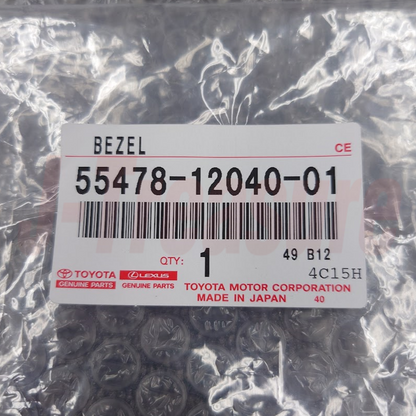 BEZEL CE
55478-12040-01
QTY: 1 49 B12
4C15H
TOYOTA LEXUS TOYOTA MOTOR CORPORATION
GENUINE PARTS GENUINE PARTS MADE IN JAPAN 40